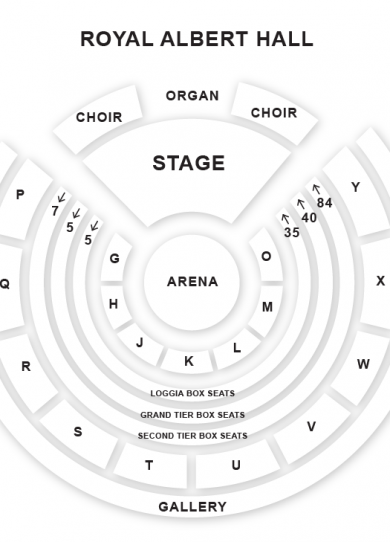 ROYAL ALBERT HALL
ORGAN
CHOIR
CHOIR
STAGE
P
Y
7
5
5
84
40
35
G
O
Q
ARENA
X
H
M
J
L
K
R
W
LOGGIA BOX SEATS
GRAND TIER BOX SEATS
SECOND TIER BOX SEATS
S
V
T
U
GALLERY